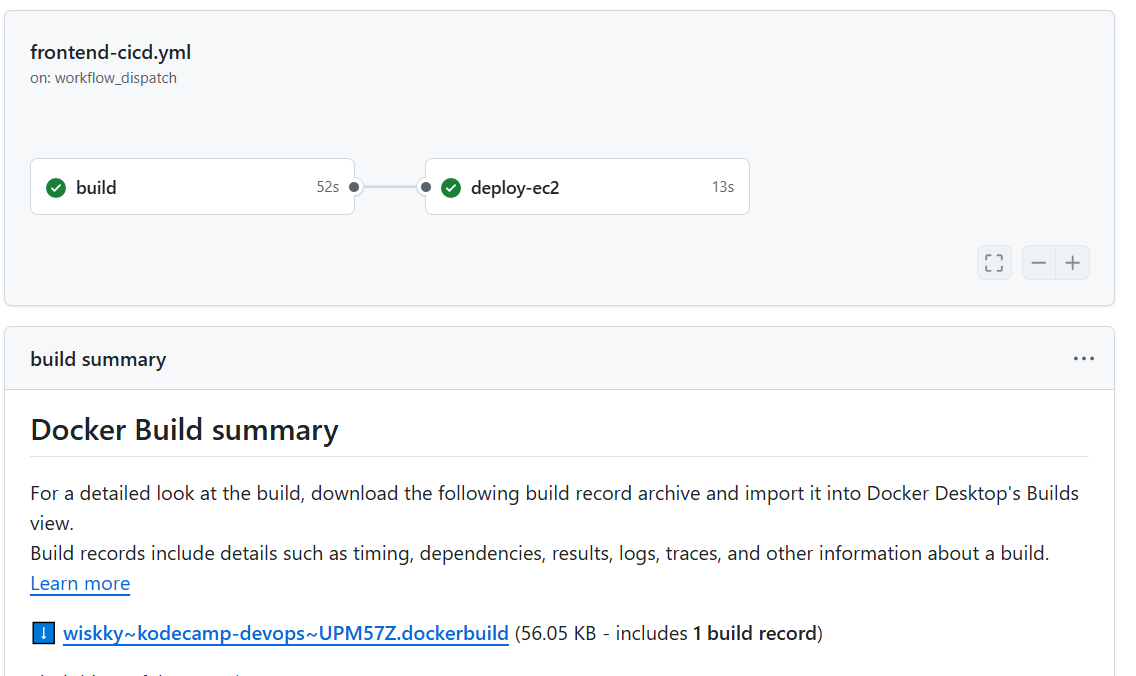 frontend-cicd.yml
on: workflow_dispatch
build 52s
deploy-ec2 13s
build summary
Docker Build summary
For a detailed look at the build, download the following build record archive and import it into Docker Desktop's Builds
view.
Build records include details such as timing, dependencies, results, logs, traces, and other information about a build.
Learn more
wiskky~kodecamp-devops~UPM57Z.dockerbuild (56.05 KB - includes 1 build record)